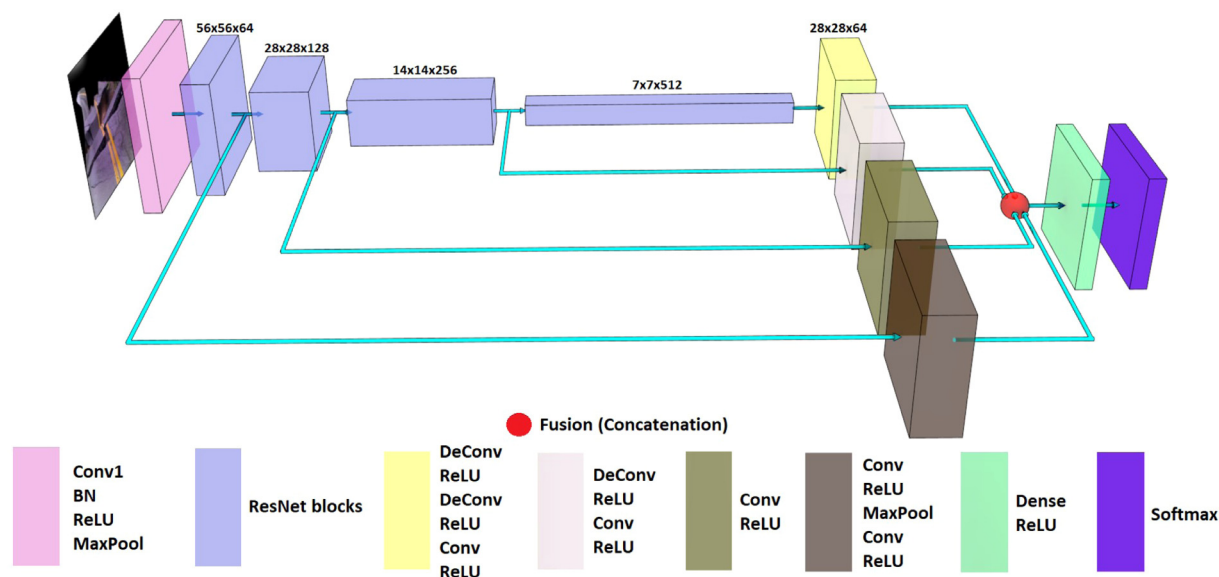 56x56x64
28x28x128
14x14x256
7x7x512
28x28x64
Fusion (Concatenation)
Conv1
BN
ReLU
MaxPool
ResNet blocks
DeConv
ReLU
DeConv
ReLU
Conv
ReLU
DeConv
ReLU
Conv
ReLU
Conv
ReLU
Conv
ReLU
MaxPool
Conv
ReLU
Dense
ReLU
Softmax